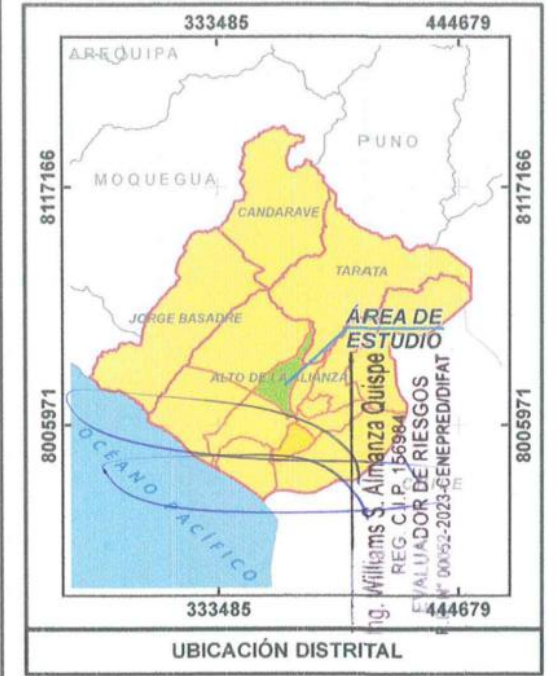 333485 444679
AREQUIPA
PUNO
8117166 8117166
MOQUEGUA
CANDARAVE
TARATA
JORGE BASADRE
ÁREA DE
ESTUDIO
ALTO DE LA ALIANZA
8005971 8005971
OCÉANO PACÍFICO
Ing. Williams S. Almanza Quispe
REG. C.I.P. 156984
EVALUADOR DE RIESGOS
00052-2023-CENEPRED/DIFAT
333485 444679
UBICACIÓN DISTRITAL